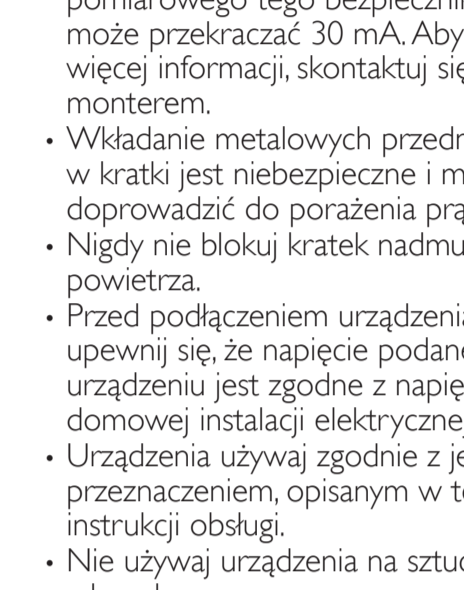 pomiarowego tego
może przekraczać 30 mA. Aby
więcej informacji, skontaktuj się
monterem.
• Wkładanie metalowych
w kratki jest niebezpieczne i
doprowadzić do porażenia
• Nigdy nie blokuj kratek
powietrza.
• Przed podłączeniem
upewnij się, że napięcie
urządzeniu jest zgodne z
domowej instalacji
• Urządzenia używaj zgodnie z
przeznaczeniem, opisanym w
instrukcji obsługi.
• Nie używaj urządzenia na